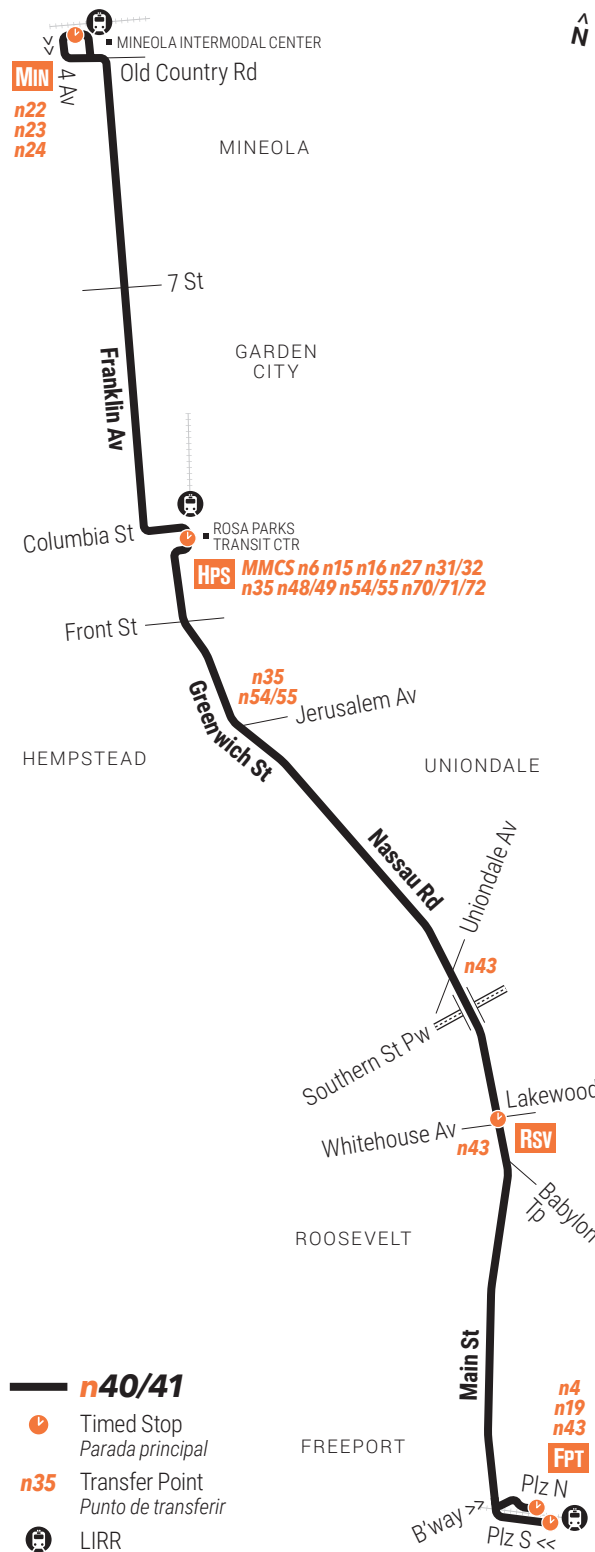 MINEOLA INTERMODAL CENTER
N
MIN
4 Av
Old Country Rd
n22
n23
n24
MINEOLA
7 St
Franklin Av
GARDEN
CITY
Columbia St
ROSA PARKS
TRANSIT CTR
HPS
MMCS n6 n15 n16 n27 n31/32
n35 n48/49 n54/55 n70/71/72
Front St
n35
n54/55
Greenwich St
Jerusalem Av
HEMPSTEAD
UNIONDALE
Nassau Rd
Uniondale Av
n43
Southern St Pw
Lakewood
Whitehouse Av
n43
RSV
Babylon
Tp
ROOSEVELT
Main St
n40/41
Timed Stop
Parada principal
n35
Transfer Point
Punto de transferir
LIRR
n4
n19
n43
FREEPORT
FPT
Plz N
B'way >>
Plz S <<